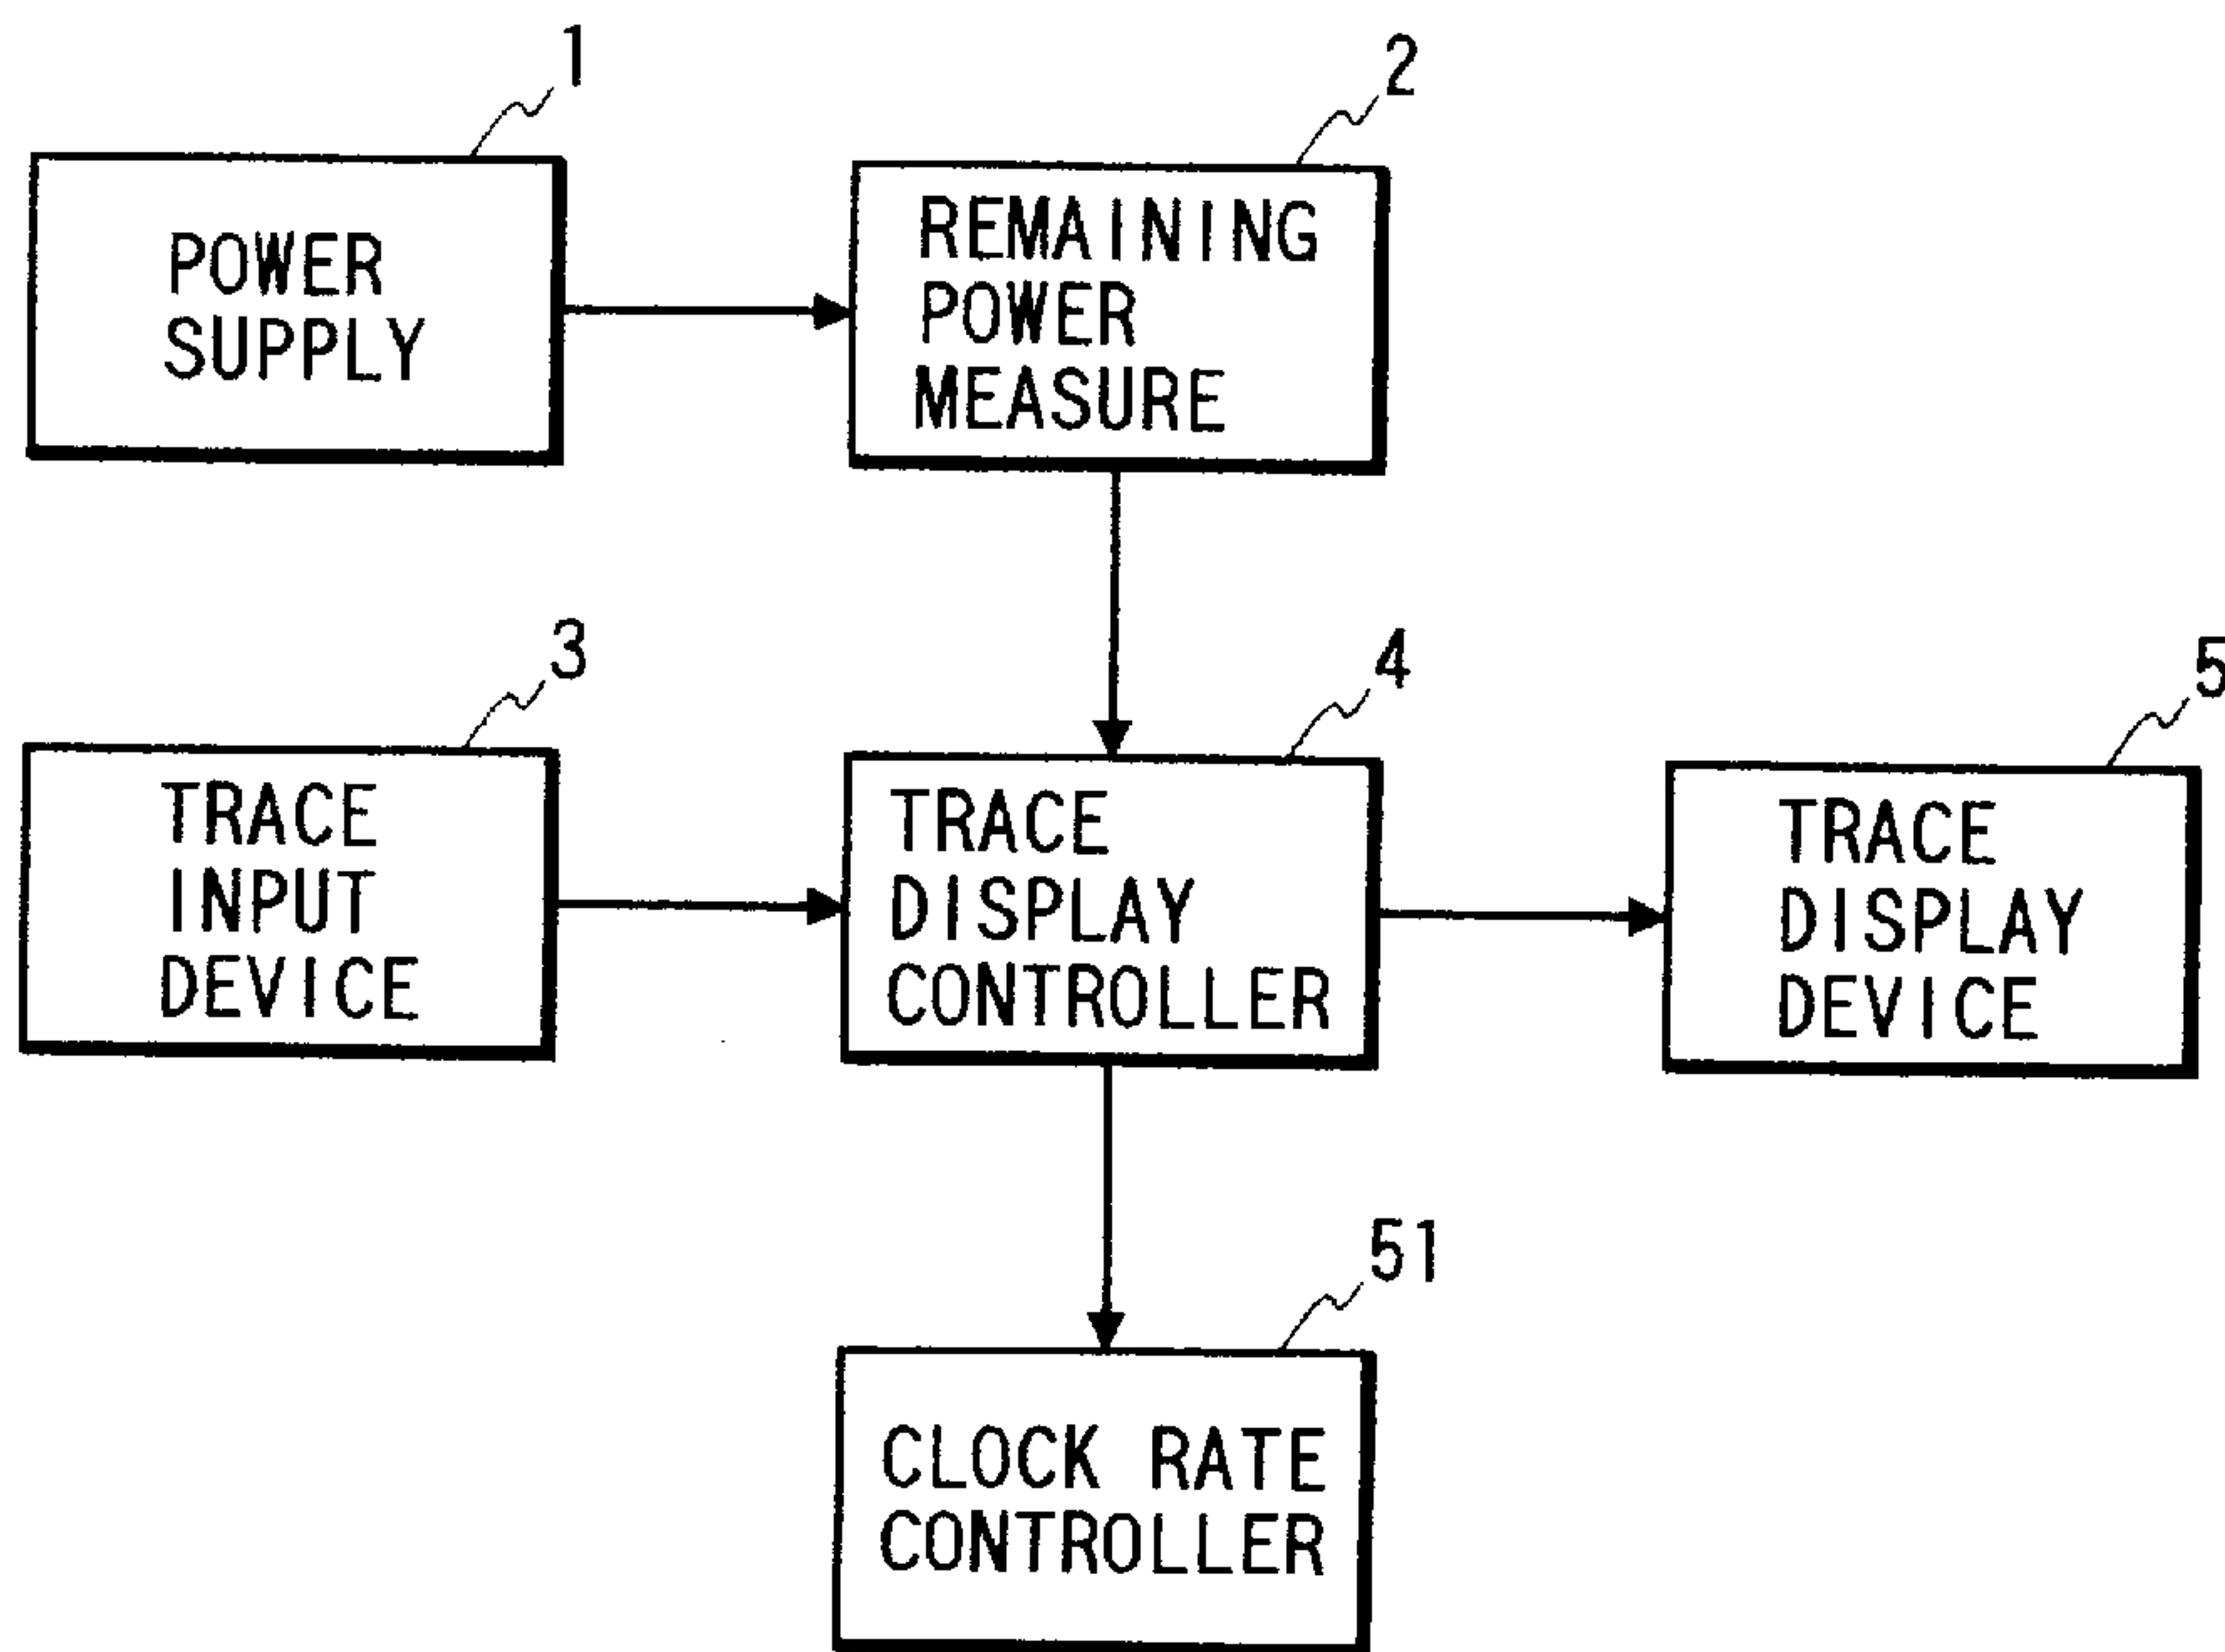 1
2
POWER
SUPPLY
REMAINING
POWER
MEASURE
3
4
5
TRACE
INPUT
DEVICE
TRACE
DISPLAY
CONTROLLER
TRACE
DISPLAY
DEVICE
51
CLOCK RATE
CONTROLLER